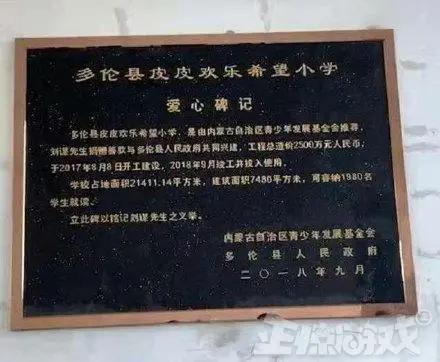 多伦县皮皮欢乐希望小学
爱心碑记
多伦县皮皮欢乐希望小学，是由内蒙古自治区青少年发展基金会推荐，
刘谋先生捐赠善款与多伦县人民政府共同兴建，工程总造价2500万元人民币；
于2017年8月8日开工建设，2018年9月竣工并投入使用。
学校占地面积21411.14平方米，建筑面积7480平方米，可容纳1980名
学生就读。
立此碑以铭记刘谋先生之义举。
内蒙古自治区青少年发展基金会
多伦县人民政府
二〇一八年九月
正惊游戏